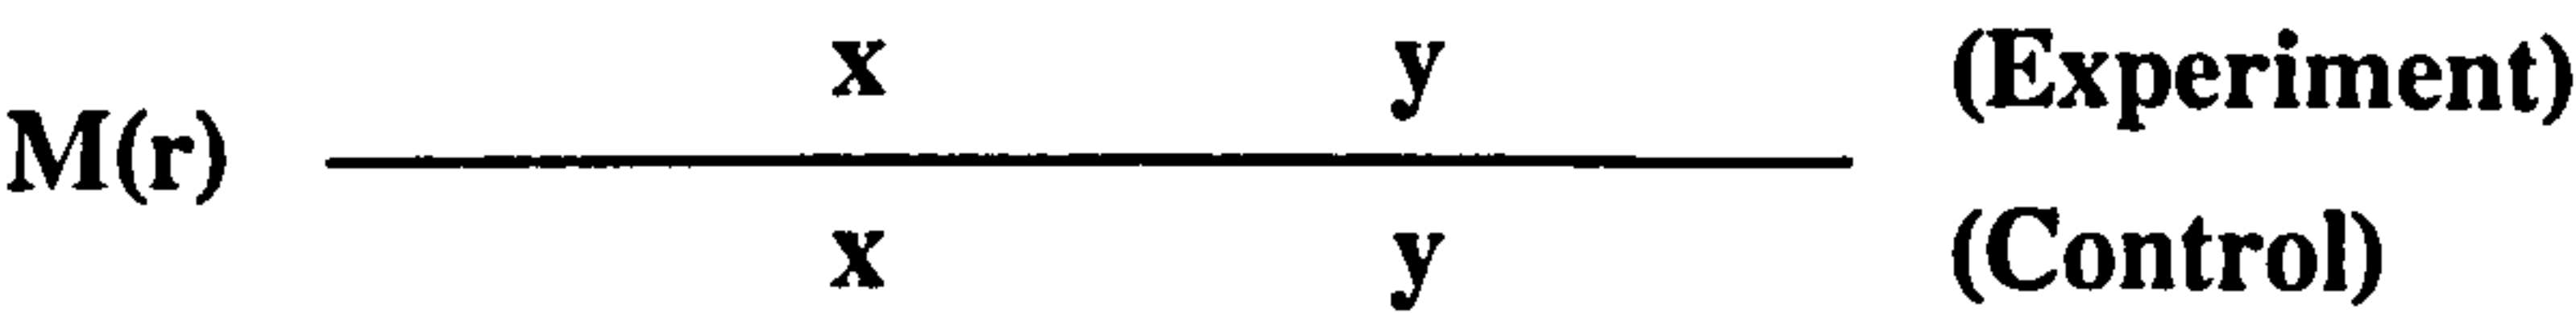 x y (Experiment)
M(r)
x y (Control)